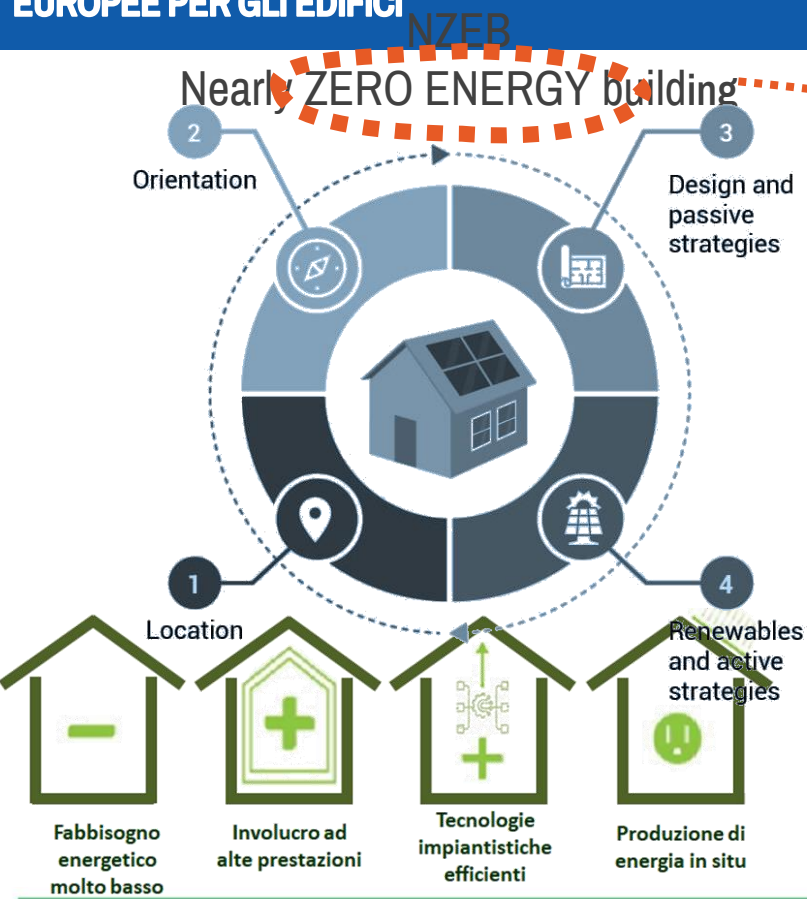 EUROPEE PER GLI EDIFICI
NZEB
Nearly ZERO ENERGY building
2
Orientation
3
Design and
passive
strategies
1
Location
4
Renewables
and active
strategies
Fabbisogno
energetico
molto basso
Involucro ad
alte prestazioni
Tecnologie
impiantistiche
efficienti
Produzione di
energia in situ